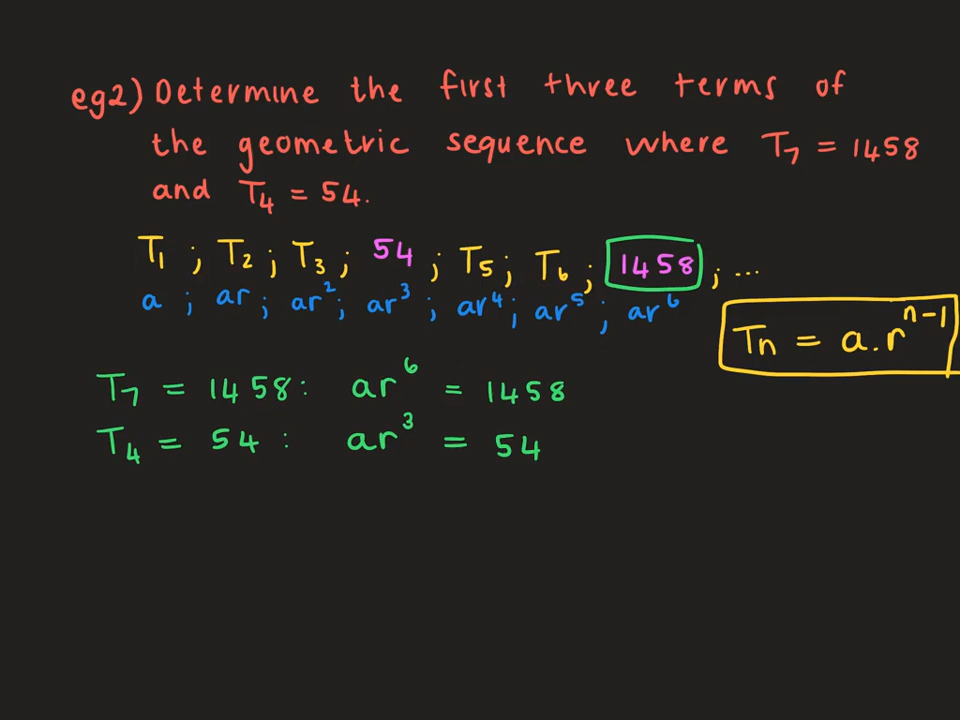 eg2) Determine the first three terms of
the geometric sequence where T₇ = 1458
and T₄ = 54.
T₁ ; T₂ ; T₃ ; 54 ; T₅ ; T₆ ; 1458 ; ...
a ; ar ; ar² ; ar³ ; ar⁴ ; ar⁵ ; ar⁶
Tn = a.rⁿ⁻¹
T₇ = 1458 : ar⁶ = 1458
T₄ = 54 : ar³ = 54